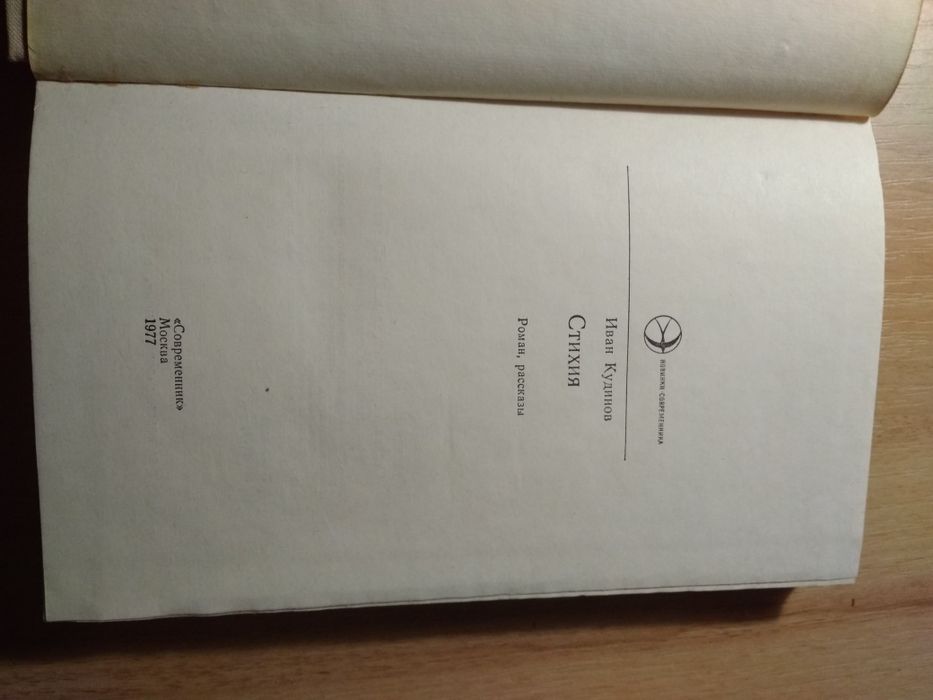 НОВИНКИ СОВРЕМЕННИКА
Иван Кудинов
Стихия
Роман, рассказы
«Современник»
Москва
1977